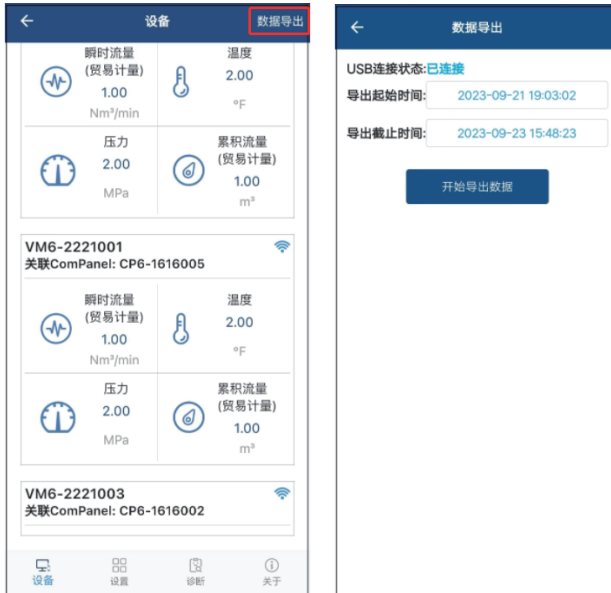 设备
数据导出
瞬时流量
(贸易计量)
1.00
Nm³/min
温度
2.00
°F
压力
2.00
MPa
累积流量
(贸易计量)
1.00
m³
VM6-2221001
关联ComPanel: CP6-1616005
瞬时流量
(贸易计量)
1.00
Nm³/min
温度
2.00
°F
压力
2.00
MPa
累积流量
(贸易计量)
1.00
m³
VM6-2221003
关联ComPanel: CP6-1616002
设备
设置
诊断
关于
数据导出
USB连接状态:已连接
导出起始时间: 2023-09-21 19:03:02
导出截止时间: 2023-09-23 15:48:23
开始导出数据